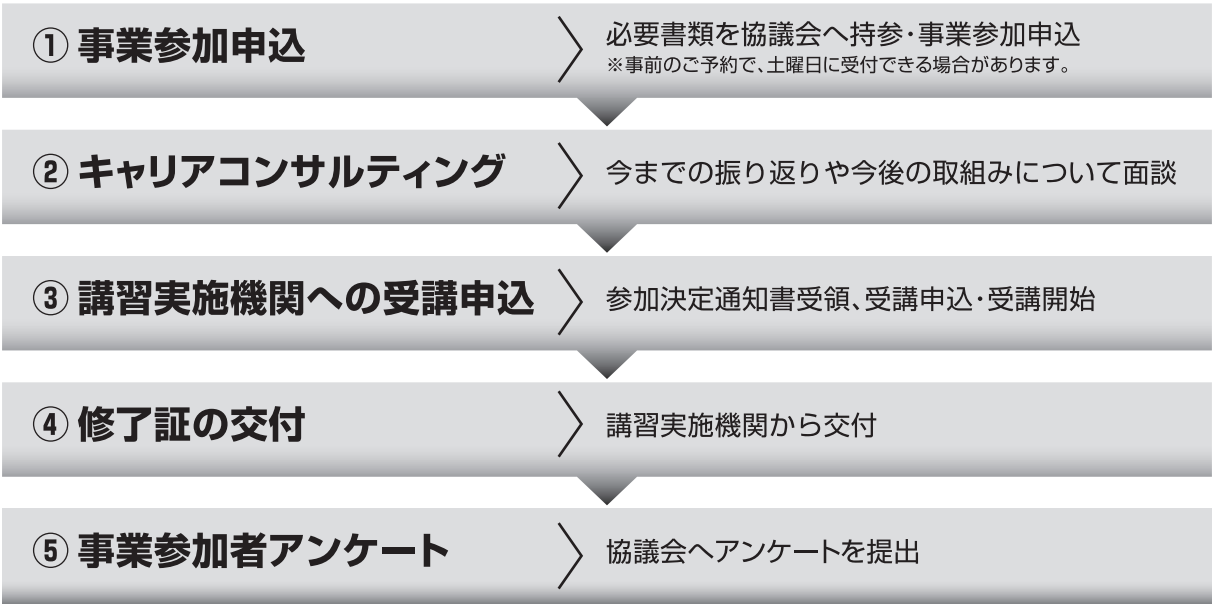 ① 事業参加申込
必要書類を協議会へ持参・事業参加申込
※事前のご予約で、土曜日に受付できる場合があります。
② キャリアコンサルティング
今までの振り返りや今後の取組みについて面談
③ 講習実施機関への受講申込
参加決定通知書受領、受講申込・受講開始
④ 修了証の交付
講習実施機関から交付
⑤ 事業参加者アンケート
協議会へアンケートを提出